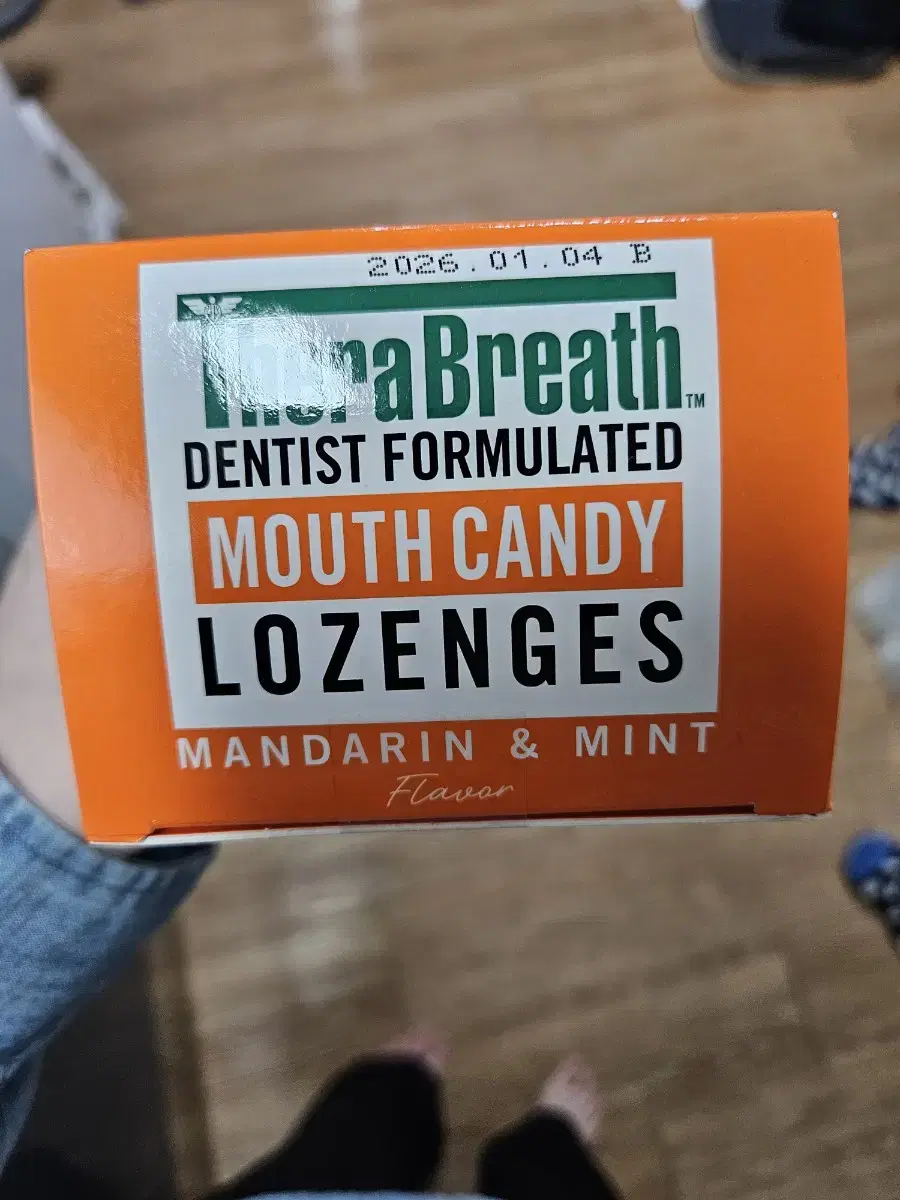 2026.01.04 B
TheraBreath™
DENTIST FORMULATED
MOUTH CANDY
LOZENGES
MANDARIN & MINT
Flavor